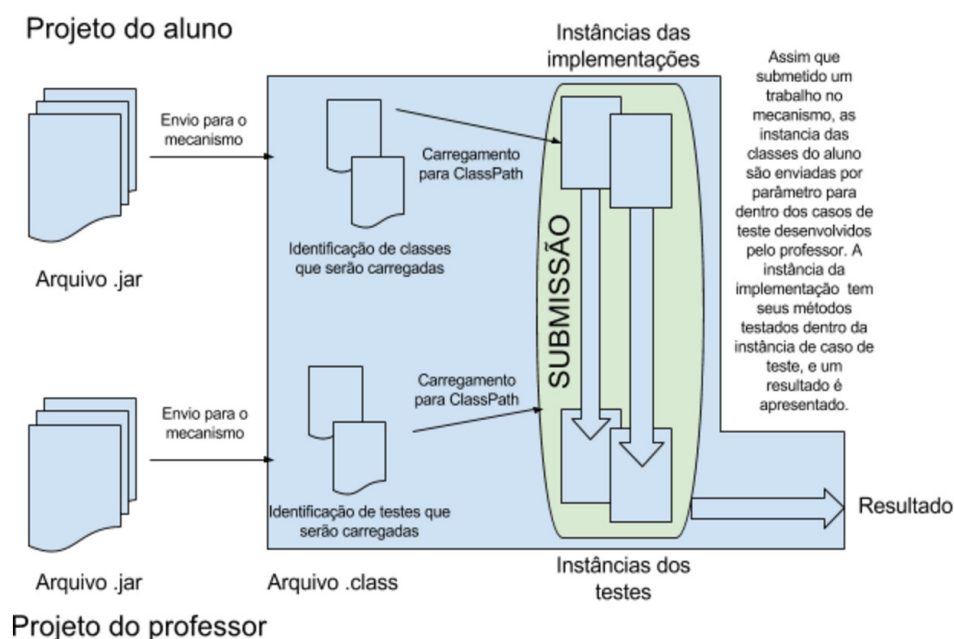 Projeto do aluno
Arquivo .jar
Envio para o
mecanismo
Identificação de classes
que serão carregadas
Carregamento
para ClassPath
Instâncias das
implementações
SUBMISSÃO
Assim que
submetido um
trabalho no
mecanismo, as
instancia das
classes do aluno
são enviadas por
parâmetro para
dentro dos casos de
teste desenvolvidos
pelo professor. A
instância da
implementação tem
seus métodos
testados dentro da
instância de caso de
teste, e um
resultado é
apresentado.
Envio para o
mecanismo
Carregamento
para ClassPath
Identificação de testes que
serão carregadas
Resultado
Arquivo .jar
Arquivo .class
Instâncias dos
testes
Projeto do professor